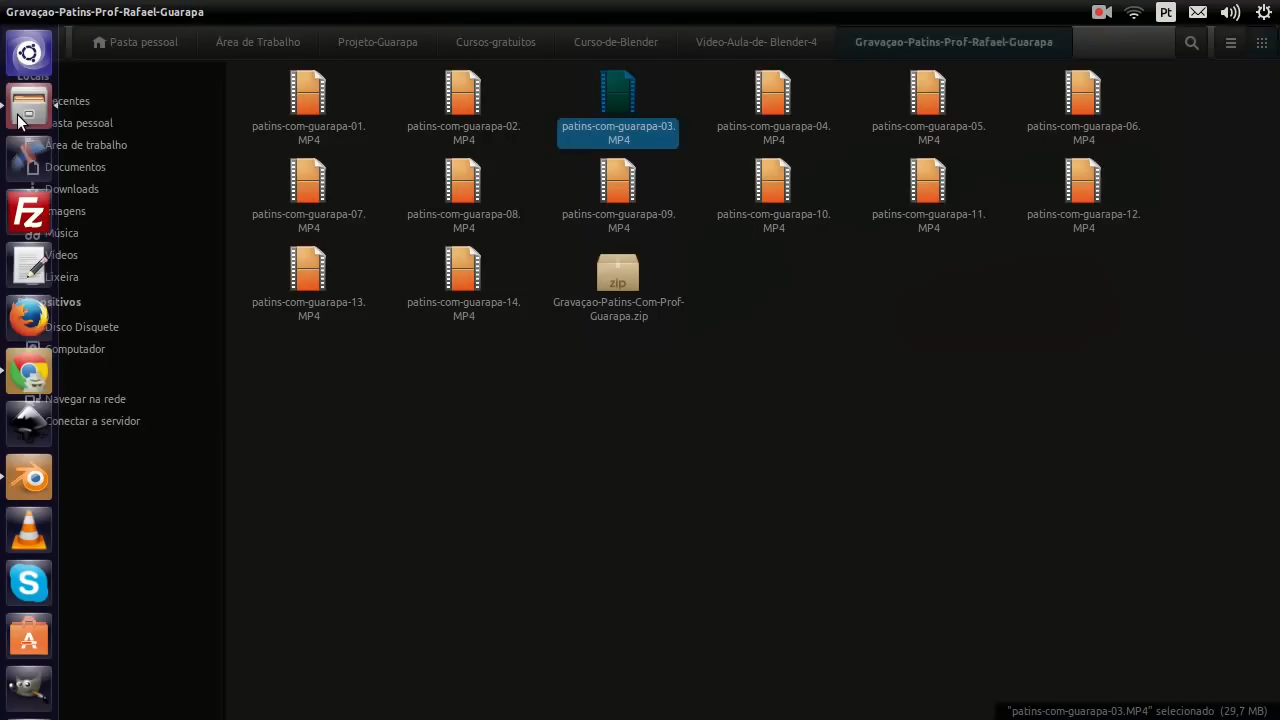 Gravaçao-Patins-Prof-Rafael-Guarapa
Pt
Pasta pessoal
Área de Trabalho
Projeto-Guarapa
Cursos-gratuitos
Curso-de-Blender
Video-Aula-de- Blender-4
Gravaçao-Patins-Prof-Rafael-Guarapa
Locais
ecentes
asta pessoal
Área de trabalho
Documentos
Downloads
magens
Música
Vídeos
Lixeira
ositivos
Disco Disquete
Computador
Navegar na rede
Conectar a servidor
Fz
S
A
patins-com-guarapa-01.
MP4
patins-com-guarapa-02.
MP4
patins-com-guarapa-03.
MP4
patins-com-guarapa-04.
MP4
patins-com-guarapa-05.
MP4
patins-com-guarapa-06.
MP4
patins-com-guarapa-07.
MP4
patins-com-guarapa-08.
MP4
patins-com-guarapa-09.
MP4
patins-com-guarapa-10.
MP4
patins-com-guarapa-11.
MP4
patins-com-guarapa-12.
MP4
patins-com-guarapa-13.
MP4
patins-com-guarapa-14.
MP4
zip
Gravaçao-Patins-Com-Prof-
Guarapa.zip
"patins-com-guarapa-03.MP4" selecionado (29,7 MB)